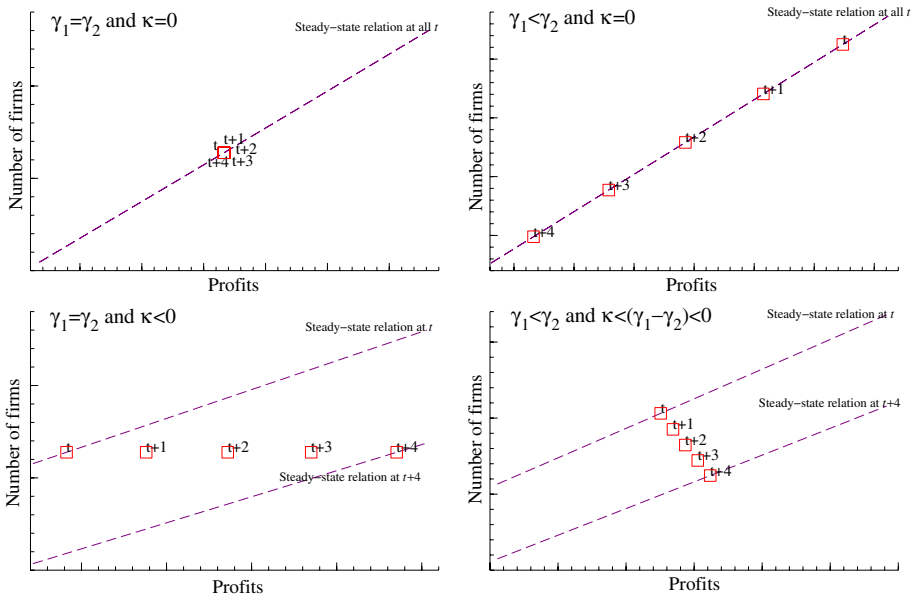 γ1=γ2 and κ=0
Steady−state relation at all t
t
t+1
t+2
t+4
t+3
Number of firms
Profits
γ1<γ2 and κ=0
Steady−state relation at all t
t
t+1
t+2
t+3
t+4
Number of firms
Profits
γ1=γ2 and κ<0
Steady−state relation at t
t
t+1
t+2
t+3
t+4
Steady−state relation at t+4
Number of firms
Profits
γ1<γ2 and κ<(γ1−γ2)<0
Steady−state relation at t
Steady−state relation at t+4
t
t+1
t+2
t+3
t+4
Number of firms
Profits